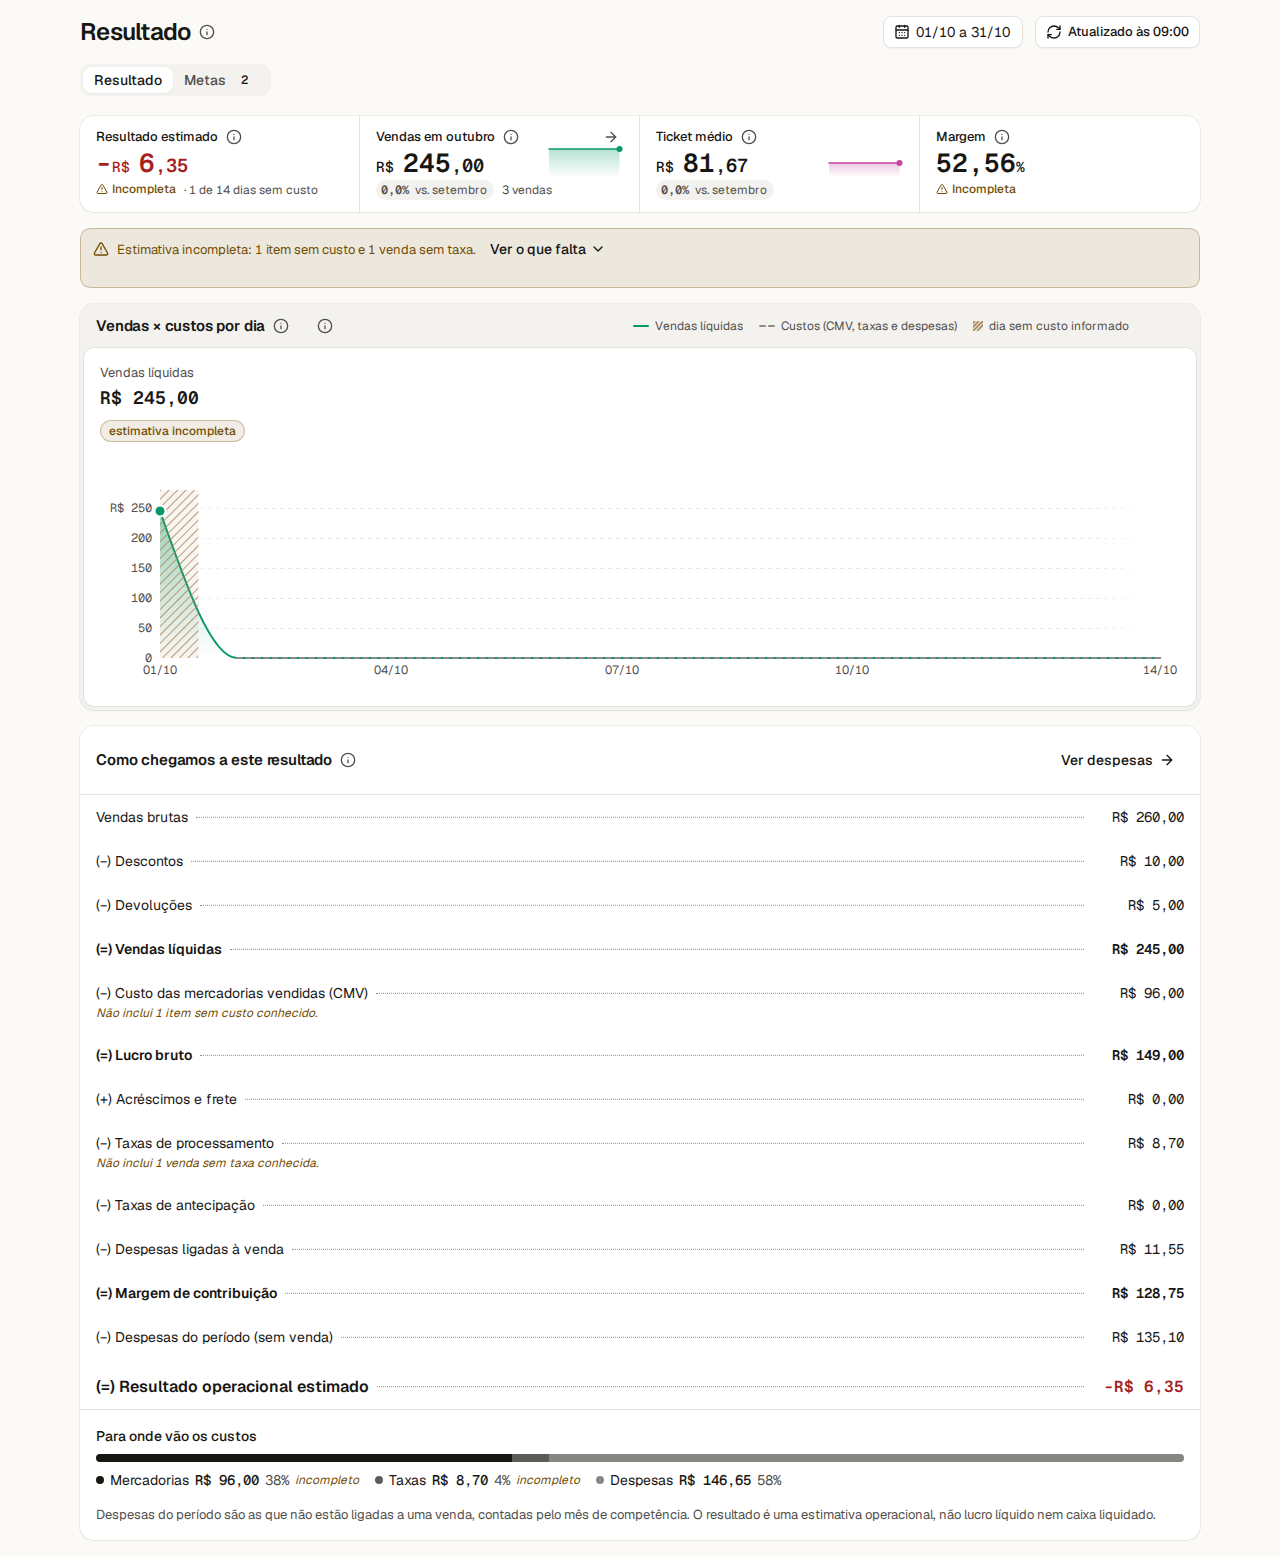 Resultado
01/10 a 31/10
Atualizado às 09:00
Resultado Metas 2
Resultado estimado
-R$ 6,35
Incompleta · 1 de 14 dias sem custo
Vendas em outubro
R$ 245,00
0,0% vs. setembro 3 vendas
Ticket médio
R$ 81,67
0,0% vs. setembro
Margem
52,56%
Incompleta
Estimativa incompleta: 1 item sem custo e 1 venda sem taxa. Ver o que falta
Vendas × custos por dia
Vendas líquidas Custos (CMV, taxas e despesas) dia sem custo informado
Vendas líquidas
R$ 245,00
estimativa incompleta
R$ 250
200
150
100
50
0
01/10 04/10 07/10 10/10 14/10
Como chegamos a este resultado
Ver despesas
Vendas brutas R$ 260,00
(–) Descontos R$ 10,00
(–) Devoluções R$ 5,00
(=) Vendas líquidas R$ 245,00
(–) Custo das mercadorias vendidas (CMV) R$ 96,00
Não inclui 1 item sem custo conhecido.
(=) Lucro bruto R$ 149,00
(+) Acréscimos e frete R$ 0,00
(–) Taxas de processamento R$ 8,70
Não inclui 1 venda sem taxa conhecida.
(–) Taxas de antecipação R$ 0,00
(–) Despesas ligadas à venda R$ 11,55
(=) Margem de contribuição R$ 128,75
(–) Despesas do período (sem venda) R$ 135,10
(=) Resultado operacional estimado -R$ 6,35
Para onde vão os custos
Mercadorias R$ 96,00 38% incompleto Taxas R$ 8,70 4% incompleto Despesas R$ 146,65 58%
Despesas do período são as que não estão ligadas a uma venda, contadas pelo mês de competência. O resultado é uma estimativa operacional, não lucro líquido nem caixa liquidado.